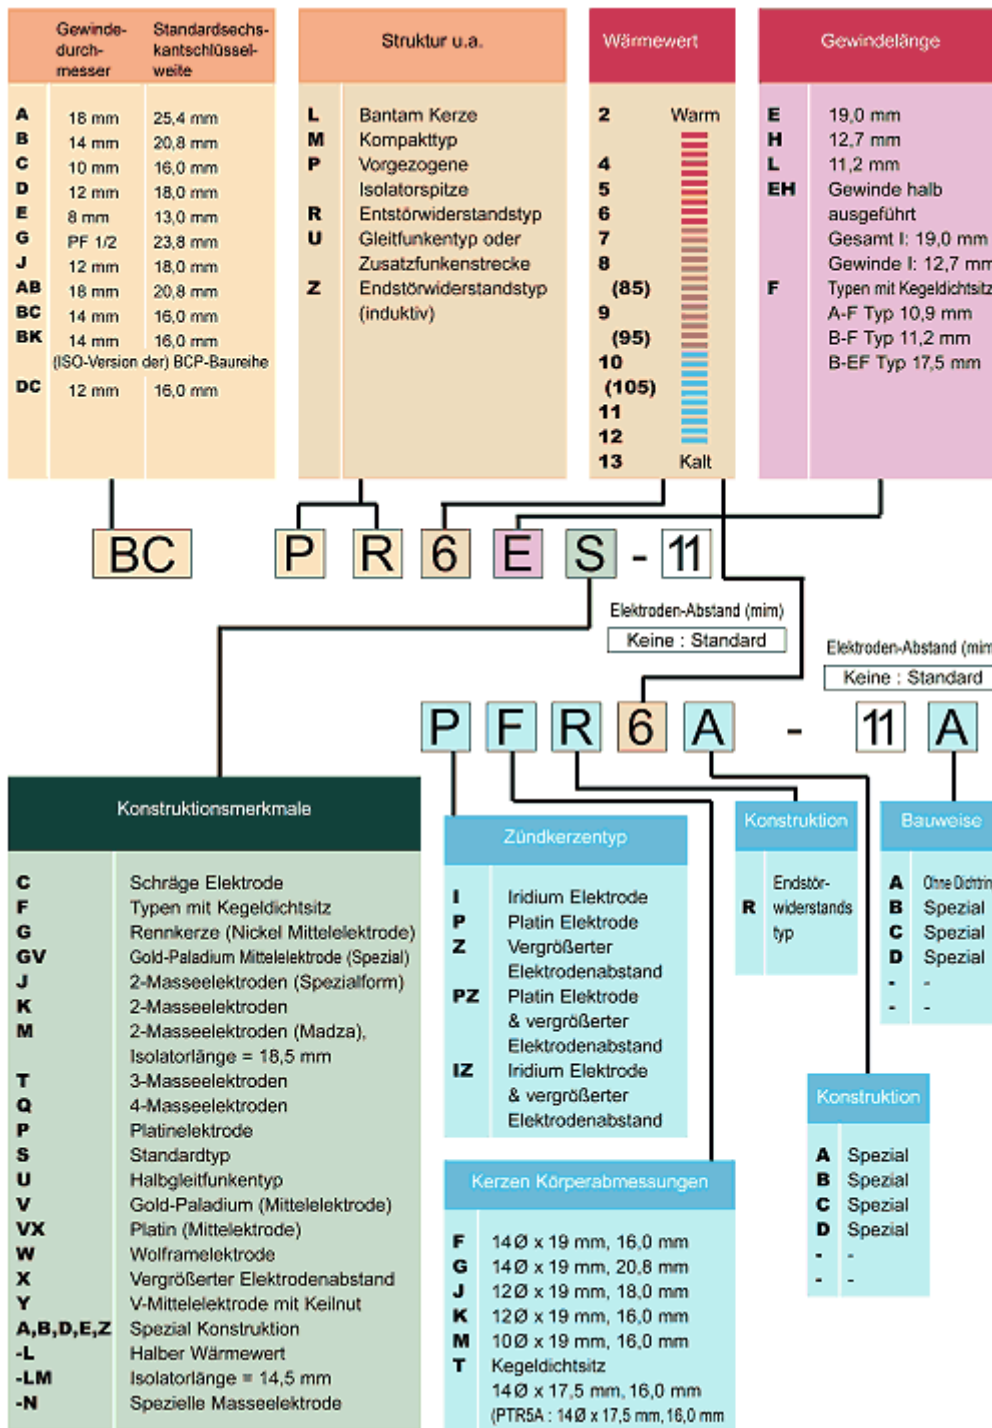 Gewinde-
durch-
messer
Standardsechs-
kantschlüssel-
weite
A 18 mm 25,4 mm
B 14 mm 20,8 mm
C 10 mm 16,0 mm
D 12 mm 18,0 mm
E 8 mm 13,0 mm
G PF 1/2 23,8 mm
J 12 mm 18,0 mm
AB 18 mm 20,8 mm
BC 14 mm 16,0 mm
BK 14 mm 16,0 mm
(ISO-Version der) BCP-Baureihe
DC 12 mm 16,0 mm
Struktur u.a.
L Bantam Kerze
M Kompakttyp
P Vorgezogene
Isolatorspitze
R Entstörwiderstandstyp
U Gleitfunkentyp oder
Zusatzfunkenstrecke
Z Endstörwiderstandstyp
(induktiv)
Wärmewert
2 Warm
4
5
6
7
8
(85)
9
(95)
10
(105)
11
12
13 Kalt
Gewindelänge
E 19,0 mm
H 12,7 mm
L 11,2 mm
EH Gewinde halb
ausgeführt
Gesamt l: 19,0 mm
Gewinde l: 12,7 mm
F Typen mit Kegeldichtsitz
A-F Typ 10,9 mm
B-F Typ 11,2 mm
B-EF Typ 17,5 mm
BC P R 6 E S - 11
Elektroden-Abstand (mim)
Keine : Standard
Elektroden-Abstand (mim
Keine : Standard
P F R 6 A - 11 A
Konstruktionsmerkmale
C Schräge Elektrode
F Typen mit Kegeldichtsitz
G Rennkerze (Nickel Mittelelektrode)
GV Gold-Paladium Mittelelektrode (Spezial)
J 2-Masseelektroden (Spezialform)
K 2-Masseelektroden
M 2-Masseelektroden (Madza),
Isolatorlänge = 18,5 mm
T 3-Masseelektroden
Q 4-Masseelektroden
P Platinelektrode
S Standardtyp
U Halbgleitfunkentyp
V Gold-Paladium (Mittelelektrode)
VX Platin (Mittelektrode)
W Wolframelektrode
X Vergrößerter Elektrodenabstand
Y V-Mittelelektrode mit Keilnut
A,B,D,E,Z Spezial Konstruktion
-L Halber Wärmewert
-LM Isolatorlänge = 14,5 mm
-N Spezielle Masseelektrode
Zündkerzentyp
I Iridium Elektrode
P Platin Elektrode
Z Vergrößerter
Elektrodenabstand
PZ Platin Elektrode
& vergrößerter
Elektrodenabstand
IZ Iridium Elektrode
& vergrößerter
Elektrodenabstand
Kerzen Körperabmessungen
F 14Ø x 19 mm, 16,0 mm
G 14Ø x 19 mm, 20,8 mm
J 12Ø x 19 mm, 18,0 mm
K 12Ø x 19 mm, 16,0 mm
M 10Ø x 19 mm, 16,0 mm
T Kegeldichtsitz
14Ø x 17,5 mm, 16,0 mm
(PTR5A : 14Ø x 17,5 mm, 16,0 mm
Konstruktion
R Endstör-
widerstands
typ
Bauweise
A Ohne Dichtrin
B Spezial
C Spezial
D Spezial
- -
- -
Konstruktion
A Spezial
B Spezial
C Spezial
D Spezial
- -
- -